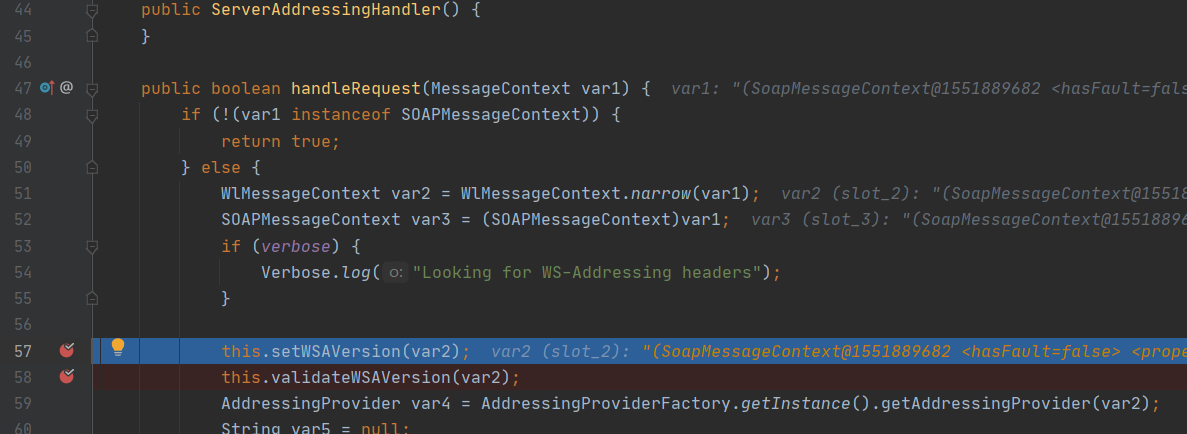 44 public ServerAddressingHandler() {
45 }
46
47 @ public boolean handleRequest(MessageContext var1) { var1: "(SoapMessageContext@1551889682 <hasFault=fals
48 if (!(var1 instanceof SOAPMessageContext)) {
49 return true;
50 } else {
51 WlMessageContext var2 = WlMessageContext.narrow(var1); var2 (slot_2): "(SoapMessageContext@15518
52 SOAPMessageContext var3 = (SOAPMessageContext)var1; var3 (slot_3): "(SoapMessageContext@15518896
53 if (verbose) {
54 Verbose.log( o: "Looking for WS-Addressing headers");
55 }
56
57 this.setWSAVersion(var2); var2 (slot_2): "(SoapMessageContext@1551889682 <hasFault=false> <prope
58 this.validateWSAVersion(var2);
59 AddressingProvider var4 = AddressingProviderFactory.getInstance().getAddressingProvider(var2);
60 String var5 = null;